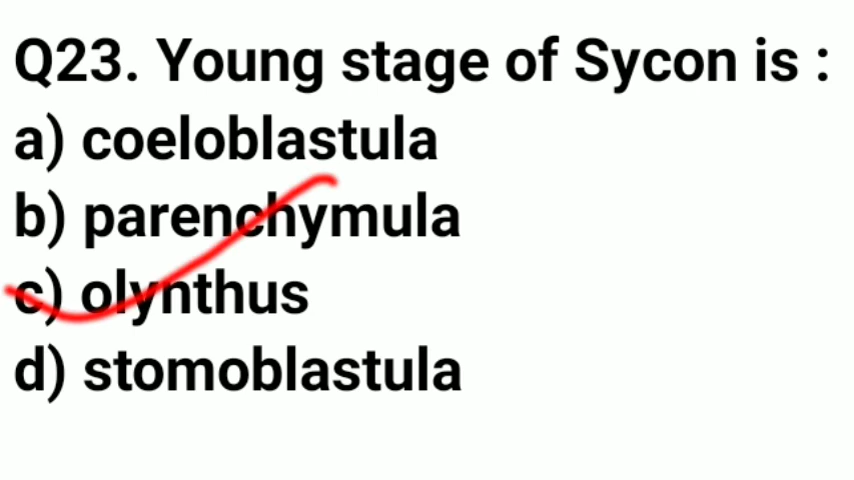 Q23. Young stage of Sycon is :
a) coeloblastula
b) parenchymula
c) olynthus
d) stomoblastula